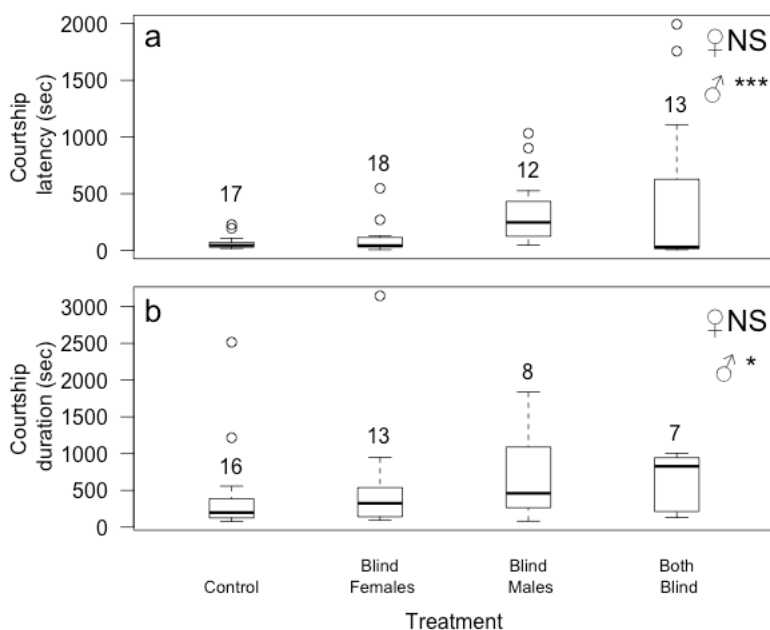 a
♀NS
♂ ***
Courtship
latency (sec)
2000
1500
1000
500
0
17
18
12
13
b
♀NS
♂ *
Courtship
duration (sec)
3000
2500
2000
1500
1000
500
0
16
13
8
7
Control
Blind
Females
Blind
Males
Both
Blind
Treatment